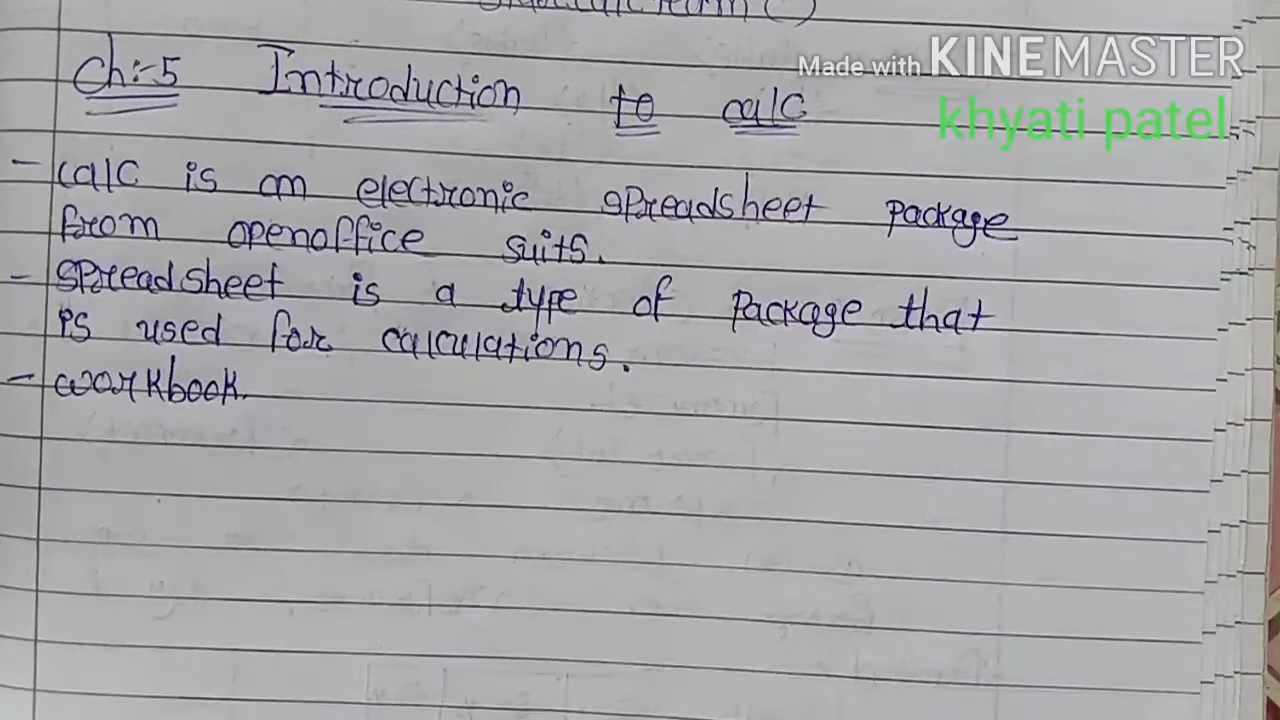 Ch:-5 Introduction to calc
Made with KINEMASTER
khyati patel
- calc is an electronic spreadsheet package
from openoffice suits.
- spreadsheet is a type of package that
is used for calculations.
- workbook.